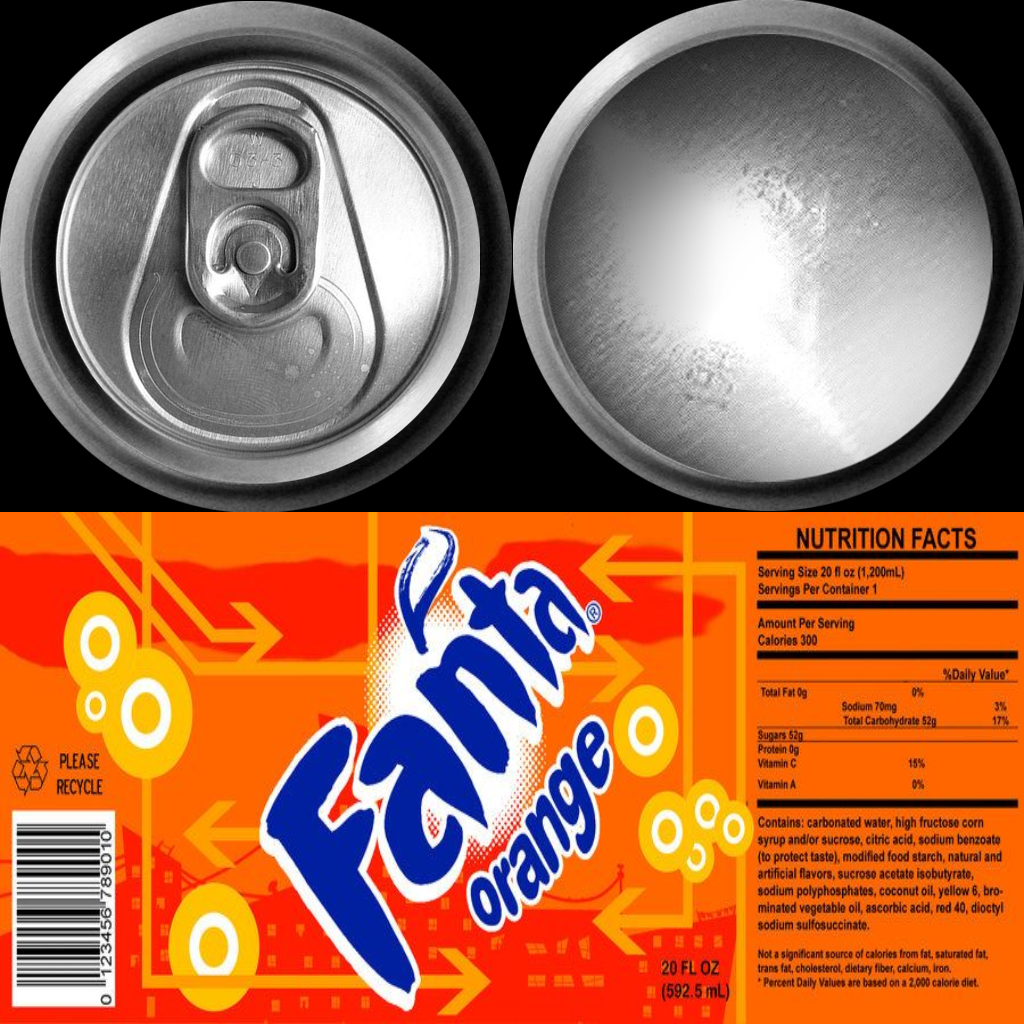 PLEASE
RECYCLE
0 123456 789010
Fanta®
orange
20 FL OZ
(592.5 mL)
NUTRITION FACTS
Serving Size 20 fl oz (1,200mL)
Servings Per Container 1
Amount Per Serving
Calories 300
%Daily Value*
Total Fat 0g 0%
Sodium 70mg 3%
Total Carbohydrate 52g 17%
Sugars 52g
Protein 0g
Vitamin C 15%
Vitamin A 0%
Contains: carbonated water, high fructose corn
syrup and/or sucrose, citric acid, sodium benzoate
(to protect taste), modified food starch, natural and
artificial flavors, sucrose acetate isobutyrate,
sodium polyphosphates, coconut oil, yellow 6, bro-
minated vegetable oil, ascorbic acid, red 40, dioctyl
sodium sulfosuccinate.
Not a significant source of calories from fat, saturated fat,
trans fat, cholesterol, dietary fiber, calcium, iron.
* Percent Daily Values are based on a 2,000 calorie diet.